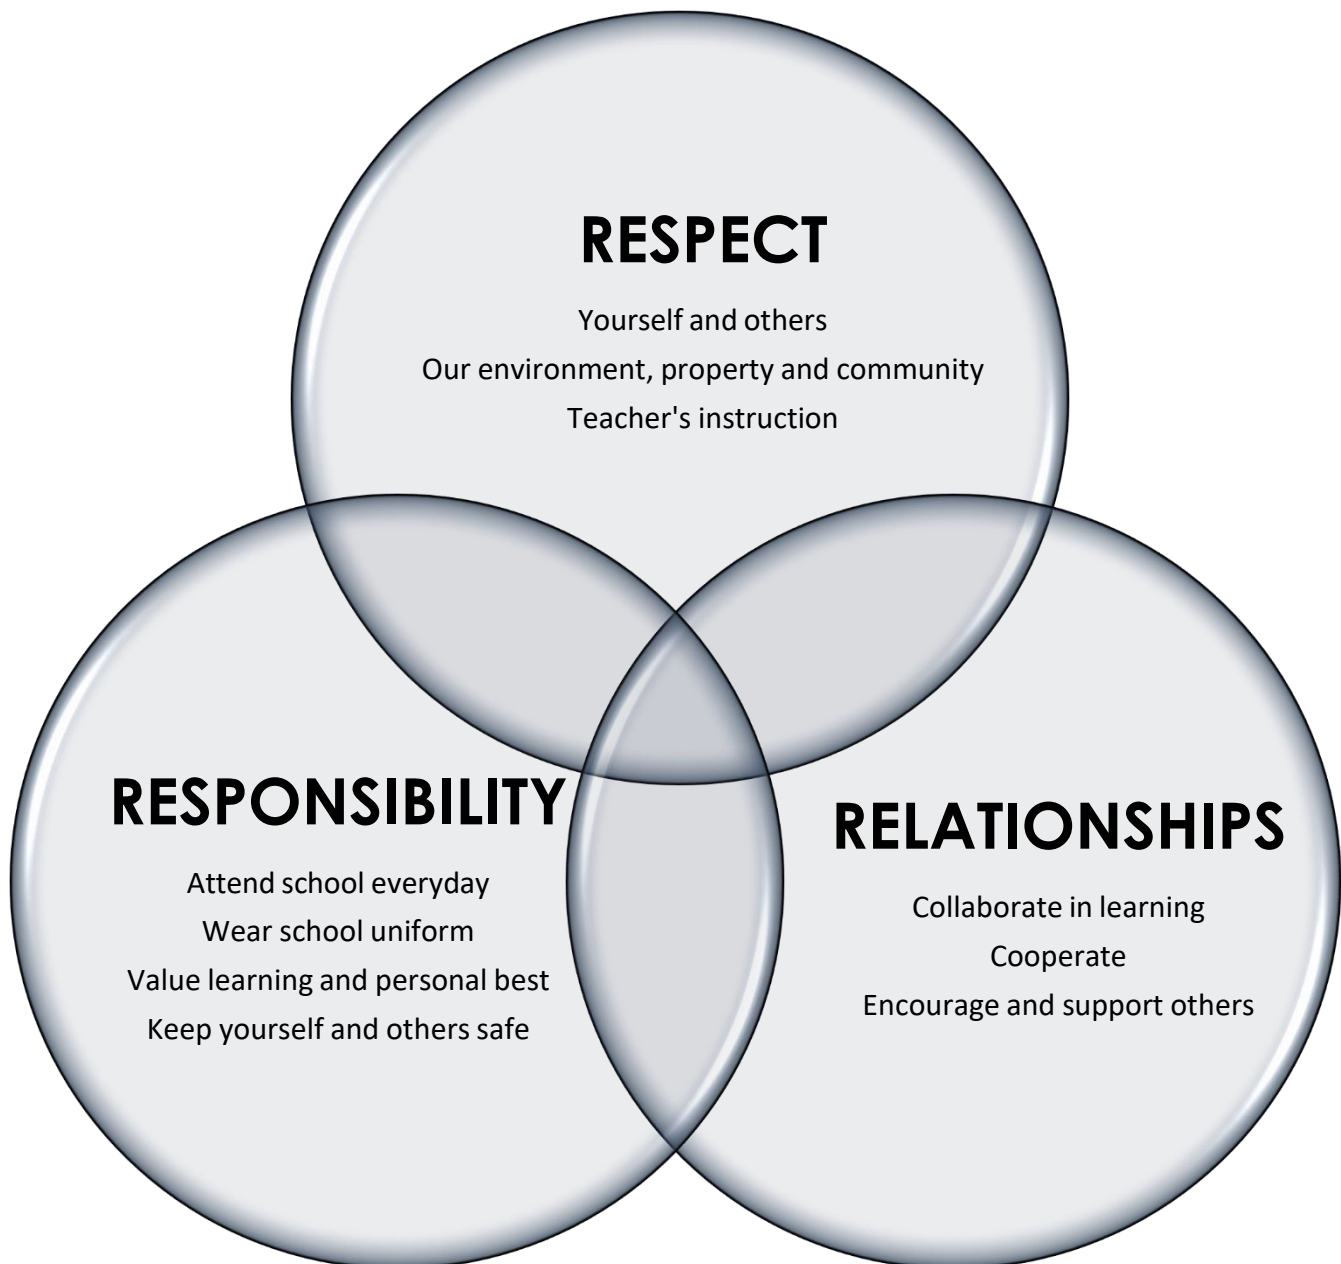 RESPECT
Yourself and others
Our environment, property and community
Teacher's instruction
RESPONSIBILITY
Attend school everyday
Wear school uniform
Value learning and personal best
Keep yourself and others safe
RELATIONSHIPS
Collaborate in learning
Cooperate
Encourage and support others